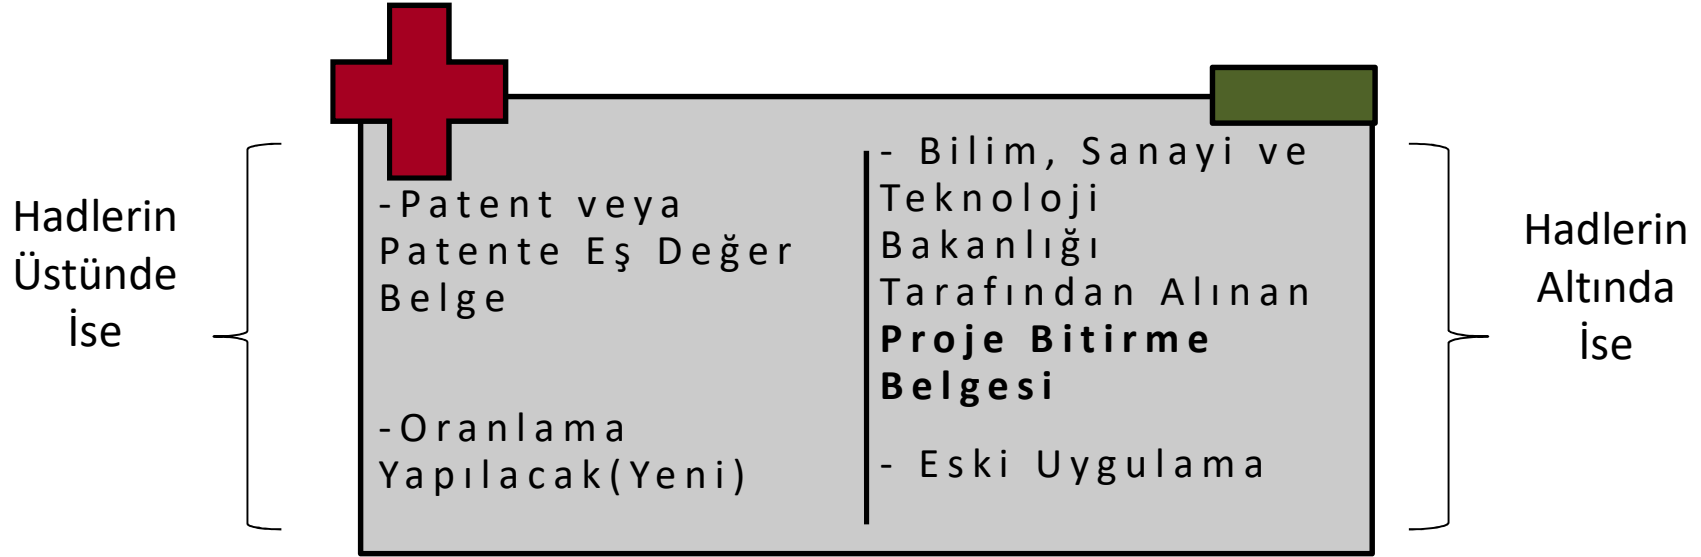 Hadlerin
Üstünde
İse
-Patent veya
Patente Eş Değer
Belge
-Oranlama
Yapılacak(Yeni)
- Bilim, Sanayi ve
Teknoloji
Bakanlığı
Tarafından Alınan
Proje Bitirme
Belgesi
- Eski Uygulama
Hadlerin
Altında
İse